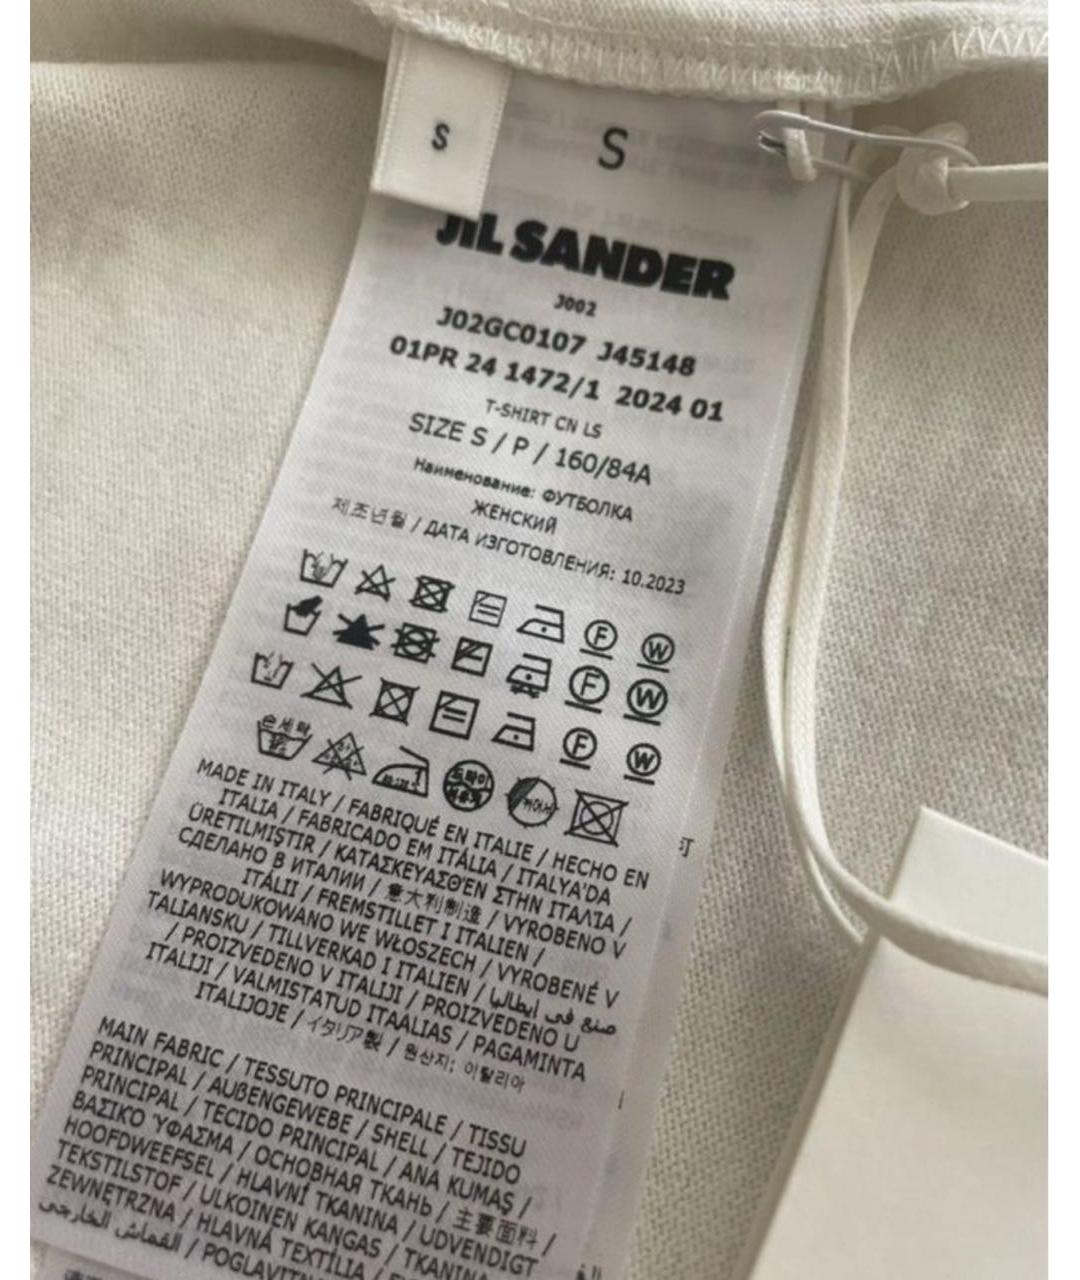 S
S
JIL SANDER
J002
J02GC0107 J45148
01PR 24 1472/1 2024 01
T-SHIRT CN LS
SIZE S / P / 160/84A
Наименование: ФУТБОЛКА
ЖЕНСКИЙ
제조년월 / ДАТА ИЗГОТОВЛЕНИЯ: 10.2023
F W
F W
F W
손세탁
MADE IN ITALY / FABRIQUÉ EN ITALIE / HECHO EN
ITALIA / FABRICADO EM ITÁLIA / ITALYA'DA
ÜRETILMIŞTIR / ΚΑΤΑΣΚΕΥΑΣΘΈΝ ΣΤΗΝ ΙΤΑΛΊΑ /
СДЕЛАНО В ИТАЛИИ / 意大利制造 / VYROBENO V
ITÁLII / FREMSTILLET I ITALIEN /
WYPRODUKOWANO WE WŁOSZECH / VYROBENÉ V
TALIANSKU / TILLVERKAD I ITALIEN / صنع في ايطاليا
/ PROIZVEDENO V ITALIJI / PROIZVEDENO U
ITALIJI / VALMISTATUD ITAALIAS / PAGAMINTA
ITALIJOJE / イタリア製 / 원산지: 이탈리아
MAIN FABRIC / TESSUTO PRINCIPALE / TISSU
PRINCIPAL / AUßENGEWEBE / SHELL / TEJIDO
PRINCIPAL / TECIDO PRINCIPAL / ANA KUMAŞ /
ΒΑΣΙΚΟ ΎΦΑΣΜΑ / ОСНОВНАЯ ТКАНЬ / 主要面料 /
HOOFDWEEFSEL / HLAVNÍ TKANINA / UDVENDIGT
TEKSTILSTOF / ULKOINEN KANGAS / TKANINA
ZEWNĘTRZNA / HLAVNÁ TEXTÍLIA /
القماش الخارجي / POGLAVITNA
可